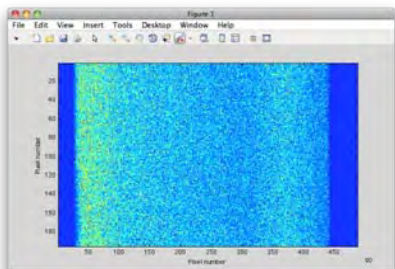 Figure 1
File Edit View Insert Tools Desktop Window Help
20
40
60
80
100
120
140
160
180
Pixel number
50 100 150 200 250 300 350 400 450
Pixel number